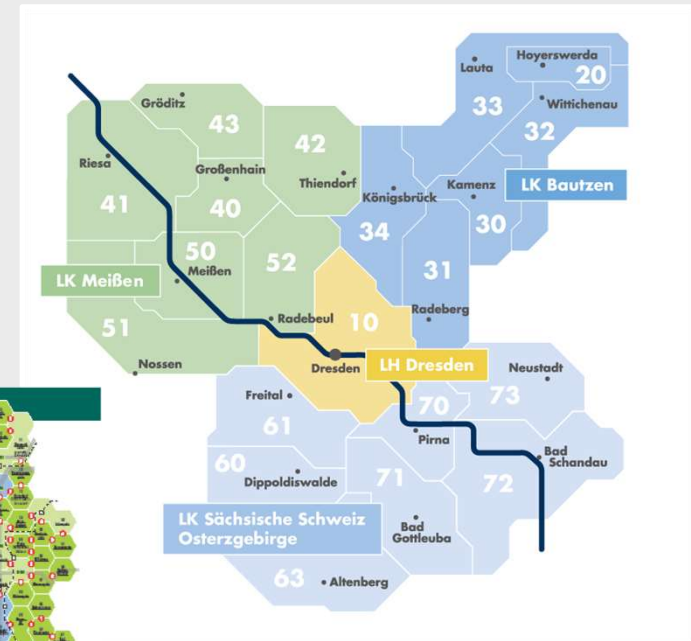 Hoyerswerda
Lauta
20
Gröditz
33
Wittichenau
43
32
42
Riesa
Großenhain
Thiendorf
Kamenz
LK Bautzen
Königsbrück
41
40
30
34
50
52
31
LK Meißen
Meißen
Radeberg
51
Radebeul
10
Nossen
Dresden
LH Dresden
Neustadt
Freital
73
70
61
Pirna
60
Bad
Schandau
Dippoldiswalde
71
72
LK Sächsische Schweiz
Osterzgebirge
Bad
Gottleuba
63
Altenberg